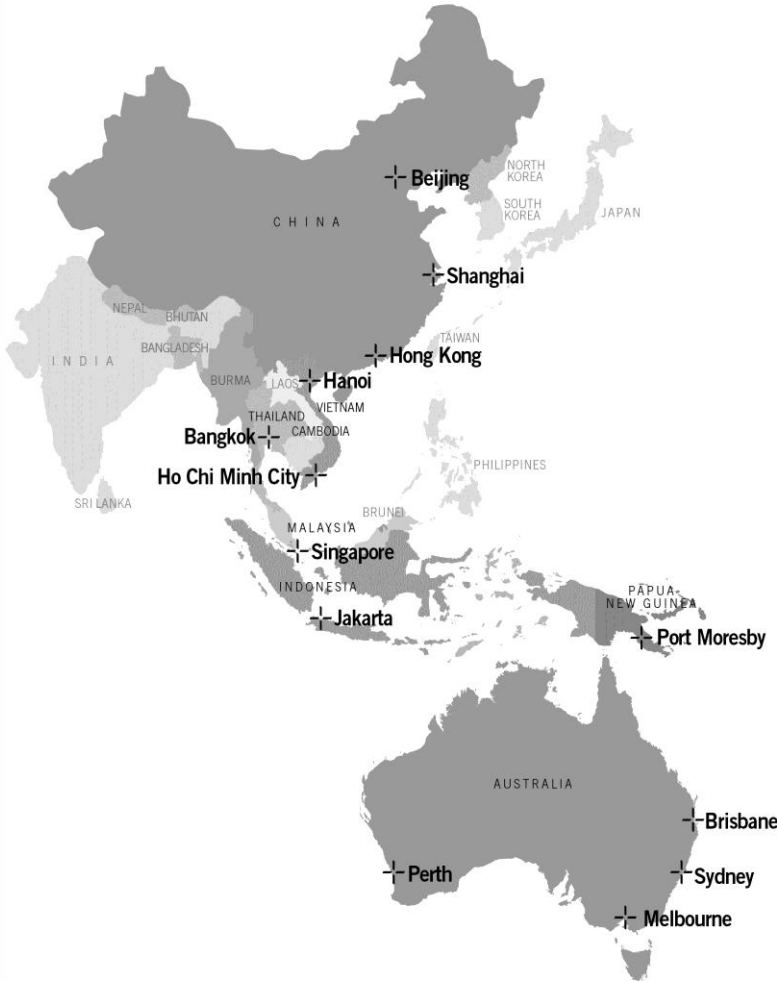 NORTH
KOREA
Beijing
SOUTH
KOREA
JAPAN
CHINA
Shanghai
NEPAL
BHUTAN
TAIWAN
BANGLADESH
Hong Kong
INDIA
BURMA
LAOS
Hanoi
VIETNAM
THAILAND
CAMBODIA
Bangkok
PHILIPPINES
Ho Chi Minh City
SRI LANKA
BRUNEI
MALAYSIA
Singapore
INDONESIA
PAPUA
NEW GUINEA
Jakarta
Port Moresby
AUSTRALIA
Brisbane
Perth
Sydney
Melbourne